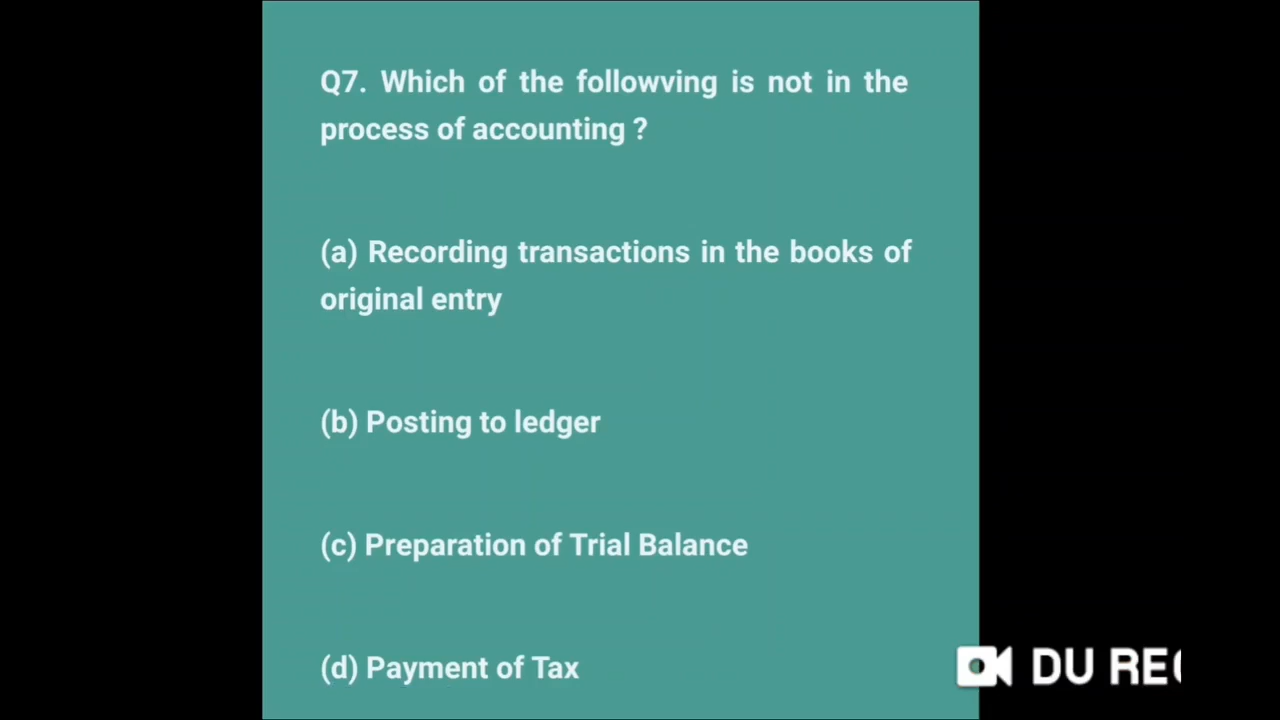 Q7. Which of the followving is not in the
process of accounting ?
(a) Recording transactions in the books of
original entry
(b) Posting to ledger
(c) Preparation of Trial Balance
(d) Payment of Tax
DU REC